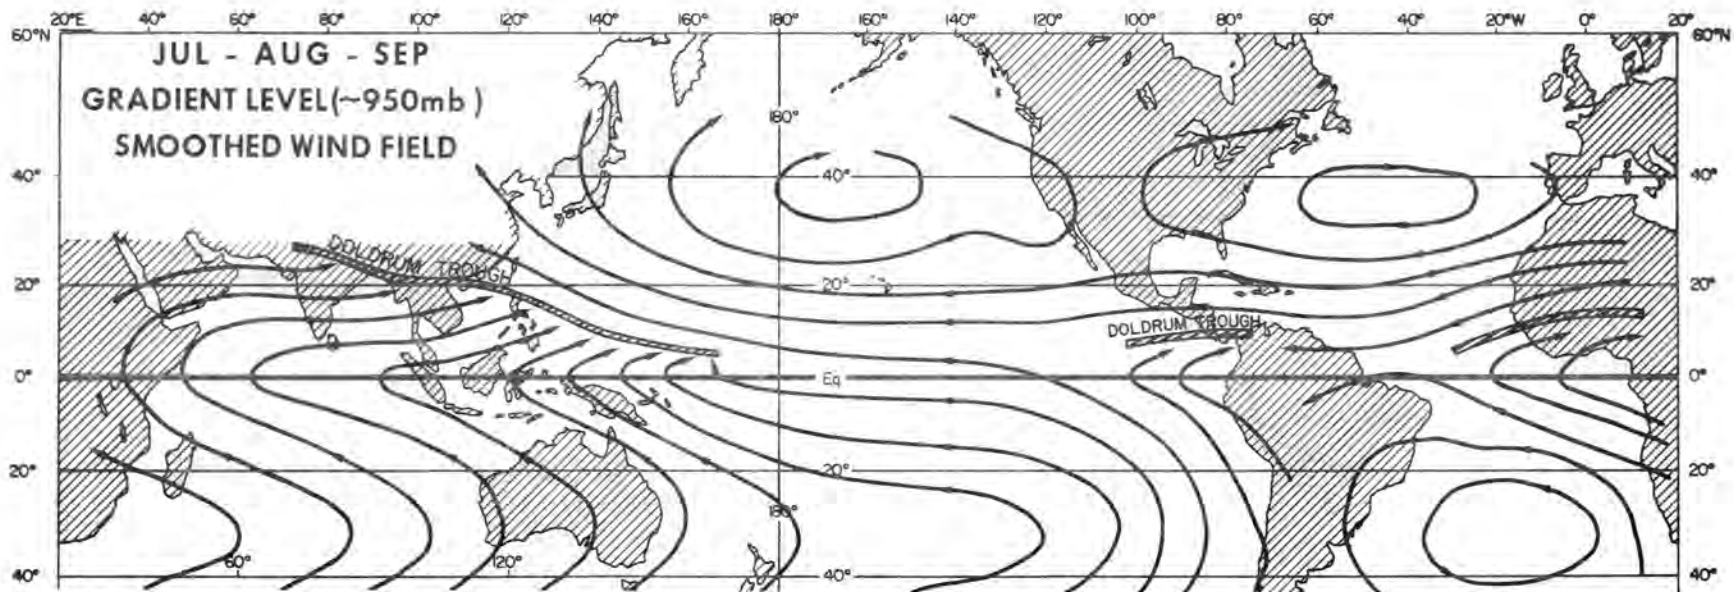 20°E 40° 60° 80° 100° 120° 140° 160° 180° 160° 140° 120° 100° 80° 60° 40° 20°W 0° 20°
60°N 60°N
JUL - AUG - SEP
GRADIENT LEVEL(~950mb)
SMOOTHED WIND FIELD
180°
40° 40° 40°
DOLDRUM TROUGH
20° 20° 20°
DOLDRUM TROUGH
0° Eq 0°
20° 20° 20°
180°
60° 120°
40° 40° 40°